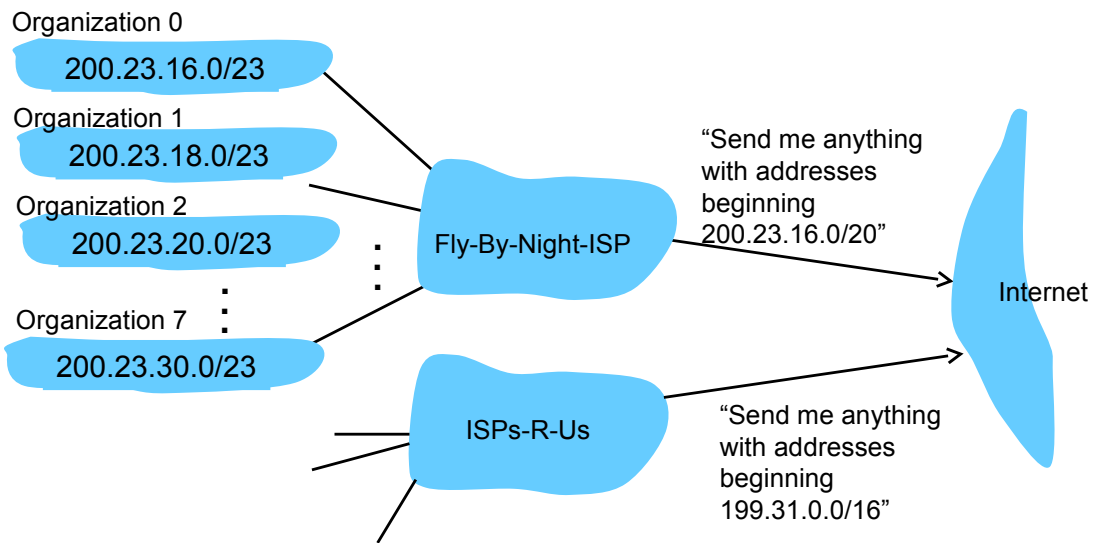 Organization 0
200.23.16.0/23
Organization 1
200.23.18.0/23
Organization 2
200.23.20.0/23
Organization 7
200.23.30.0/23
Fly-By-Night-ISP
“Send me anything
with addresses
beginning
200.23.16.0/20”
Internet
ISPs-R-Us
“Send me anything
with addresses
beginning
199.31.0.0/16”